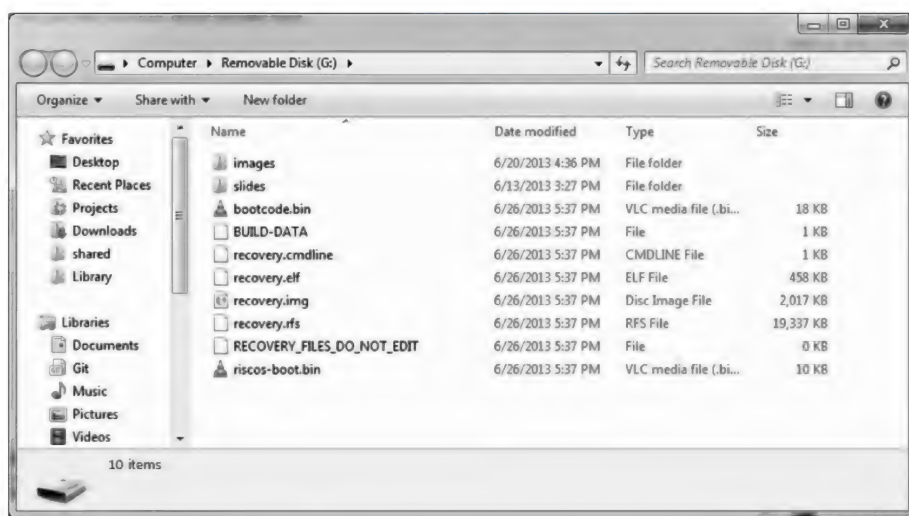 Computer Removable Disk (G:) Search Removable Disk (G:)
Organize Share with New folder
Name Date modified Type Size
Favorites
Desktop
Recent Places
Projects
Downloads
shared
Library
Libraries
Documents
Git
Music
Pictures
Videos
images 6/20/2013 4:36 PM File folder
slides 6/13/2013 3:27 PM File folder
bootcode.bin 6/26/2013 5:37 PM VLC media file (.bi... 18 KB
BUILD-DATA 6/26/2013 5:37 PM File 1 KB
recovery.cmdline 6/26/2013 5:37 PM CMDLINE File 1 KB
recovery.elf 6/26/2013 5:37 PM ELF File 458 KB
recovery.img 6/26/2013 5:37 PM Disc Image File 2,017 KB
recovery.rfs 6/26/2013 5:37 PM RFS File 19,337 KB
RECOVERY_FILES_DO_NOT_EDIT 6/26/2013 5:37 PM File 0 KB
riscos-boot.bin 6/26/2013 5:37 PM VLC media file (.bi... 10 KB
10 items